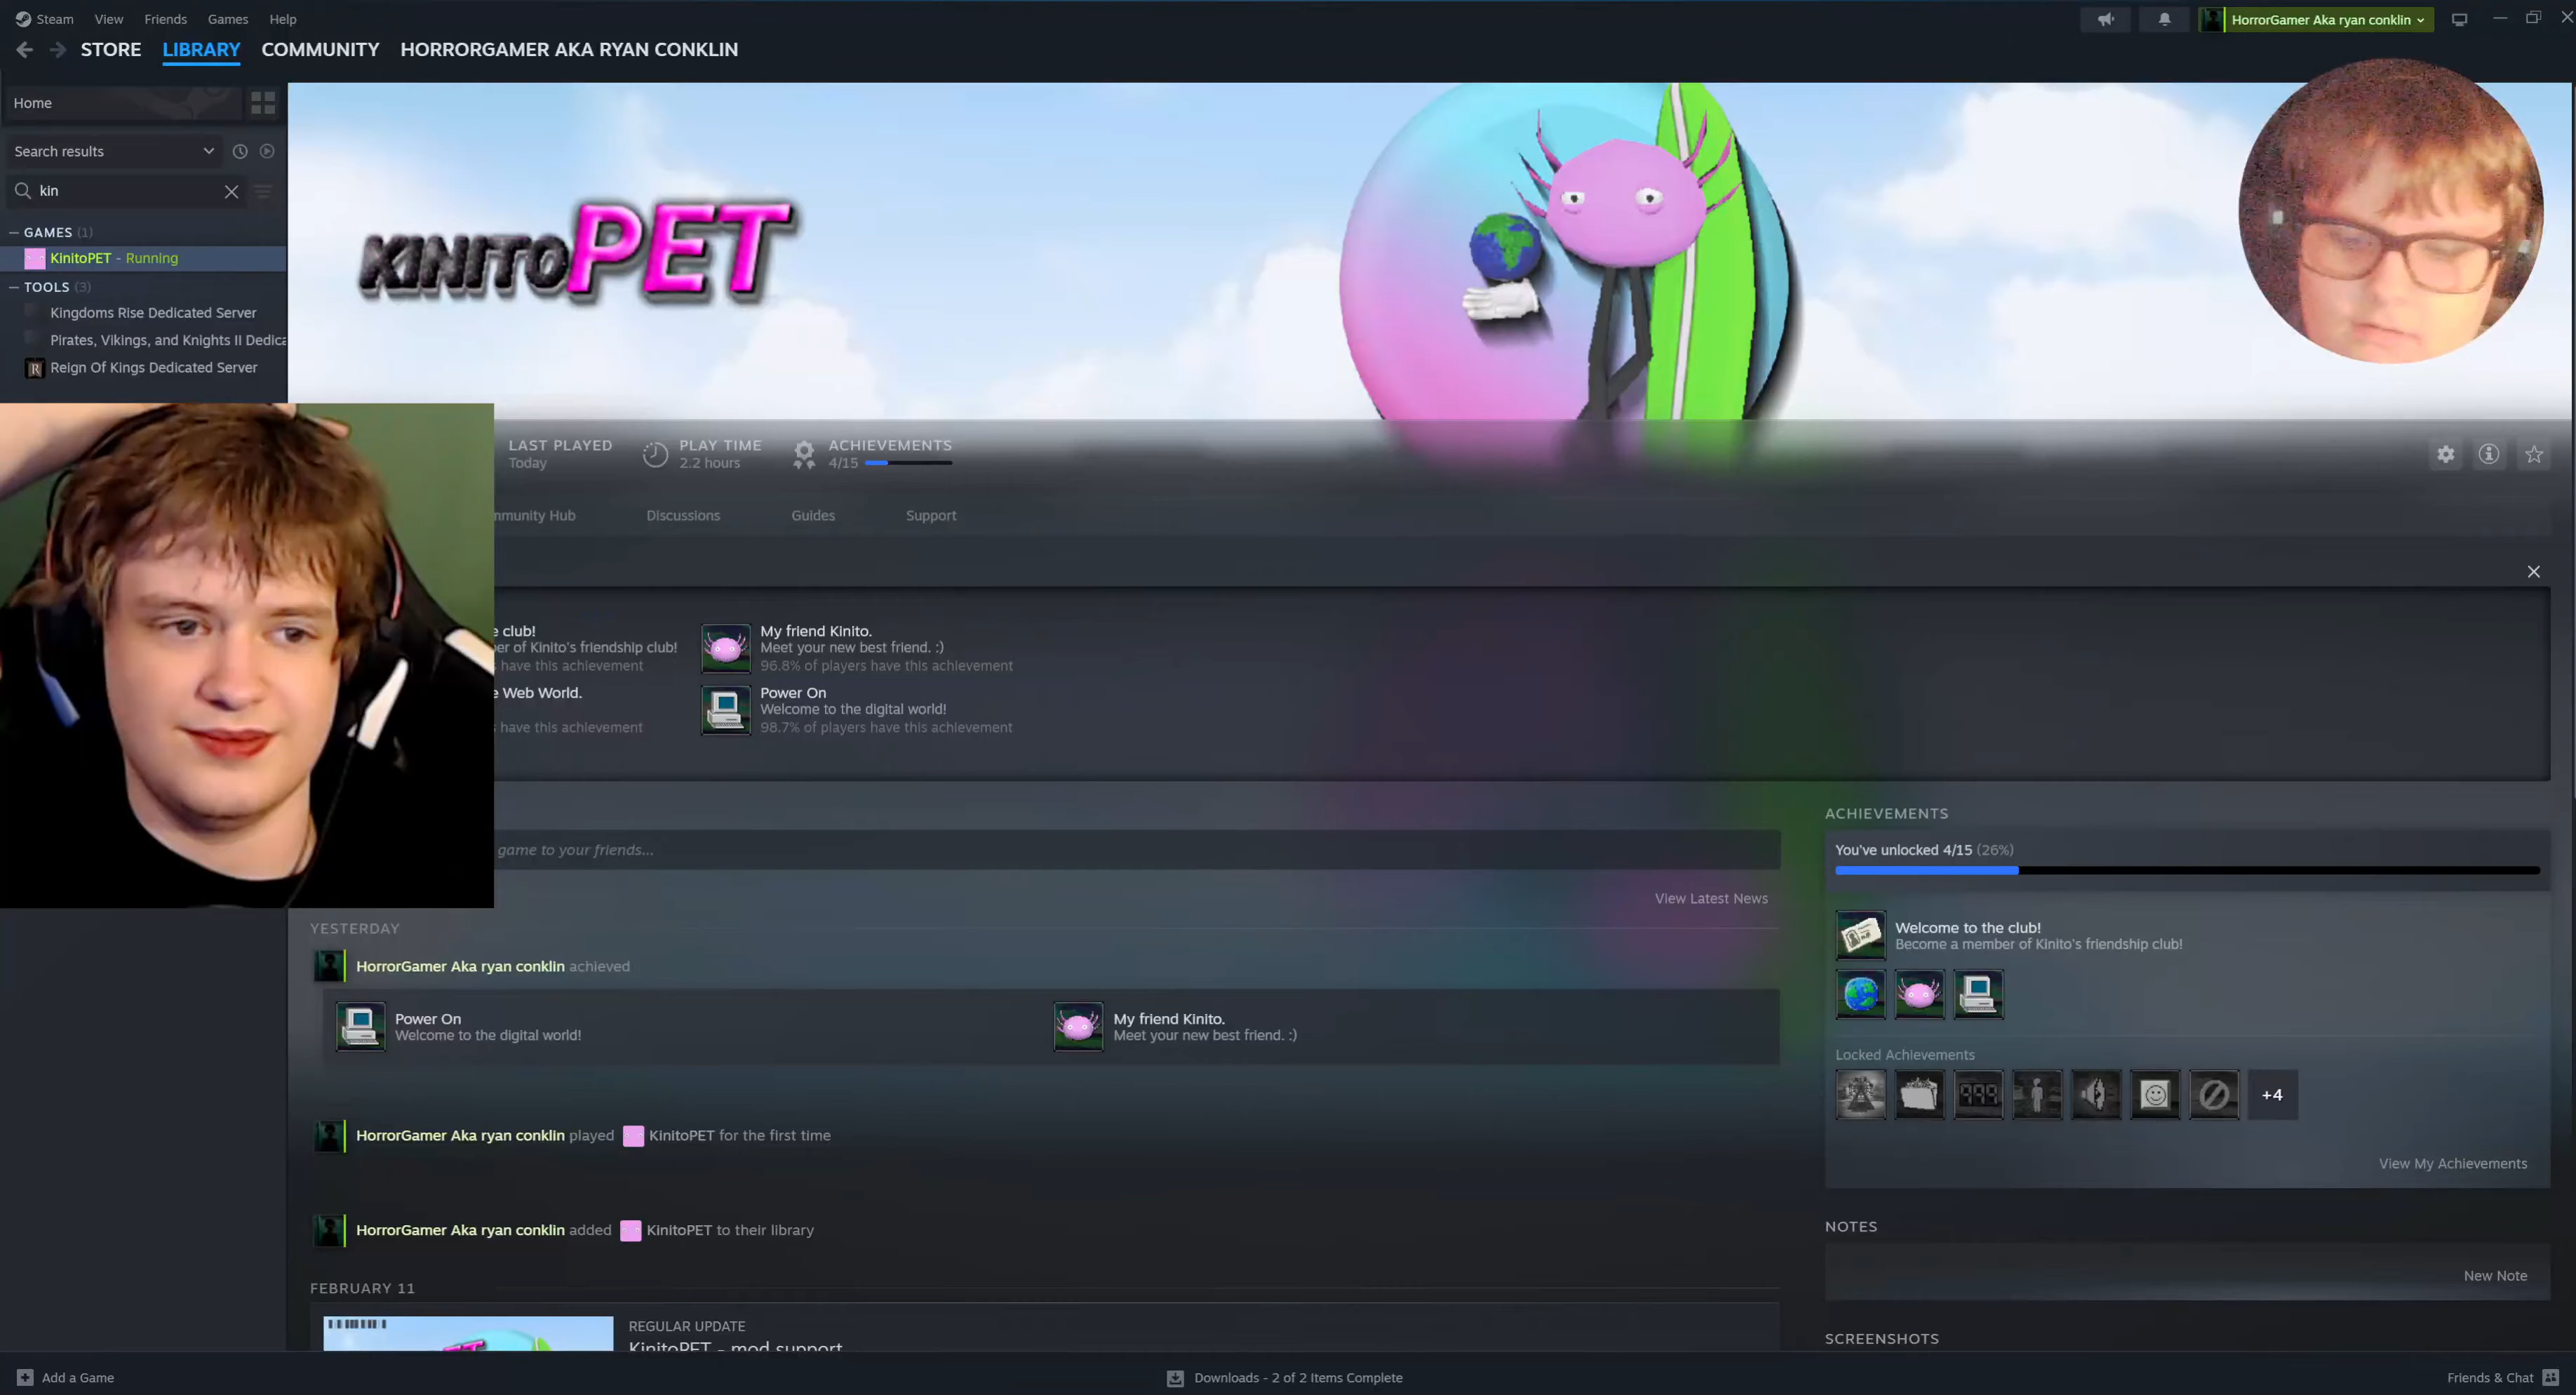 Steam View Friends Games Help
HorrorGamer Aka ryan conklin
STORE LIBRARY COMMUNITY HORRORGAMER AKA RYAN CONKLIN
Home
Search results
kin
GAMES (1)
KinitoPET - Running
TOOLS (3)
Kingdoms Rise Dedicated Server
Pirates, Vikings, and Knights II Dedica
Reign Of Kings Dedicated Server
KINITOPET
LAST PLAYED
Today
PLAY TIME
2.2 hours
ACHIEVEMENTS
4/15
mmunity Hub Discussions Guides Support
e club!
er of Kinito's friendship club!
have this achievement
My friend Kinito.
Meet your new best friend. :)
96.8% of players have this achievement
e Web World.
have this achievement
Power On
Welcome to the digital world!
98.7% of players have this achievement
game to your friends...
View Latest News
YESTERDAY
HorrorGamer Aka ryan conklin achieved
Power On
Welcome to the digital world!
My friend Kinito.
Meet your new best friend. :)
HorrorGamer Aka ryan conklin played KinitoPET for the first time
HorrorGamer Aka ryan conklin added KinitoPET to their library
FEBRUARY 11
REGULAR UPDATE
KinitoPET - mod support
ACHIEVEMENTS
You've unlocked 4/15 (26%)
Welcome to the club!
Become a member of Kinito's friendship club!
Locked Achievements
999
+4
View My Achievements
NOTES
New Note
SCREENSHOTS
Add a Game
Downloads - 2 of 2 Items Complete
Friends & Chat